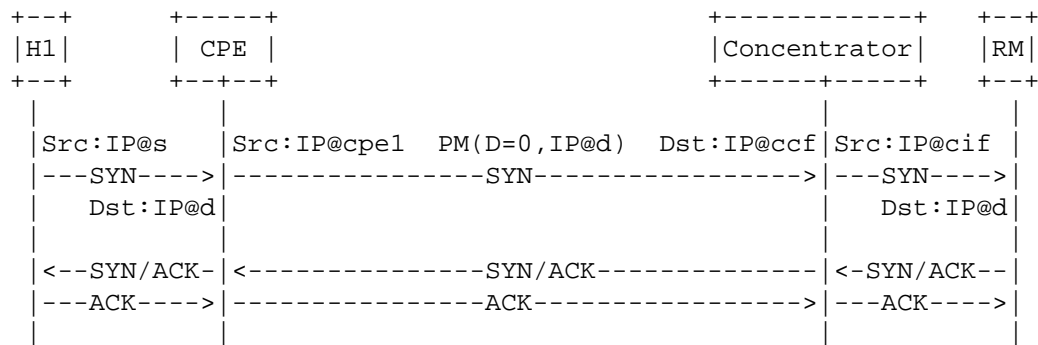 +--+      +-----+                              +------------+   +--+
|H1|      | CPE |                              |Concentrator|   |RM|
+--+      +--+--+                              +------+-----+   +--+
 |           |                                        |           |
 |Src:IP@s   |Src:IP@cpe1  PM(D=0,IP@d)  Dst:IP@ccf|Src:IP@cif |
 |---SYN---->|----------------SYN----------------->|---SYN---->|
 |   Dst:IP@d|                                     |   Dst:IP@d|
 |           |                                     |           |
 |<--SYN/ACK-|<---------------SYN/ACK--------------|<-SYN/ACK--|
 |---ACK---->|----------------ACK----------------->|---ACK---->|
 |           |                                     |           |